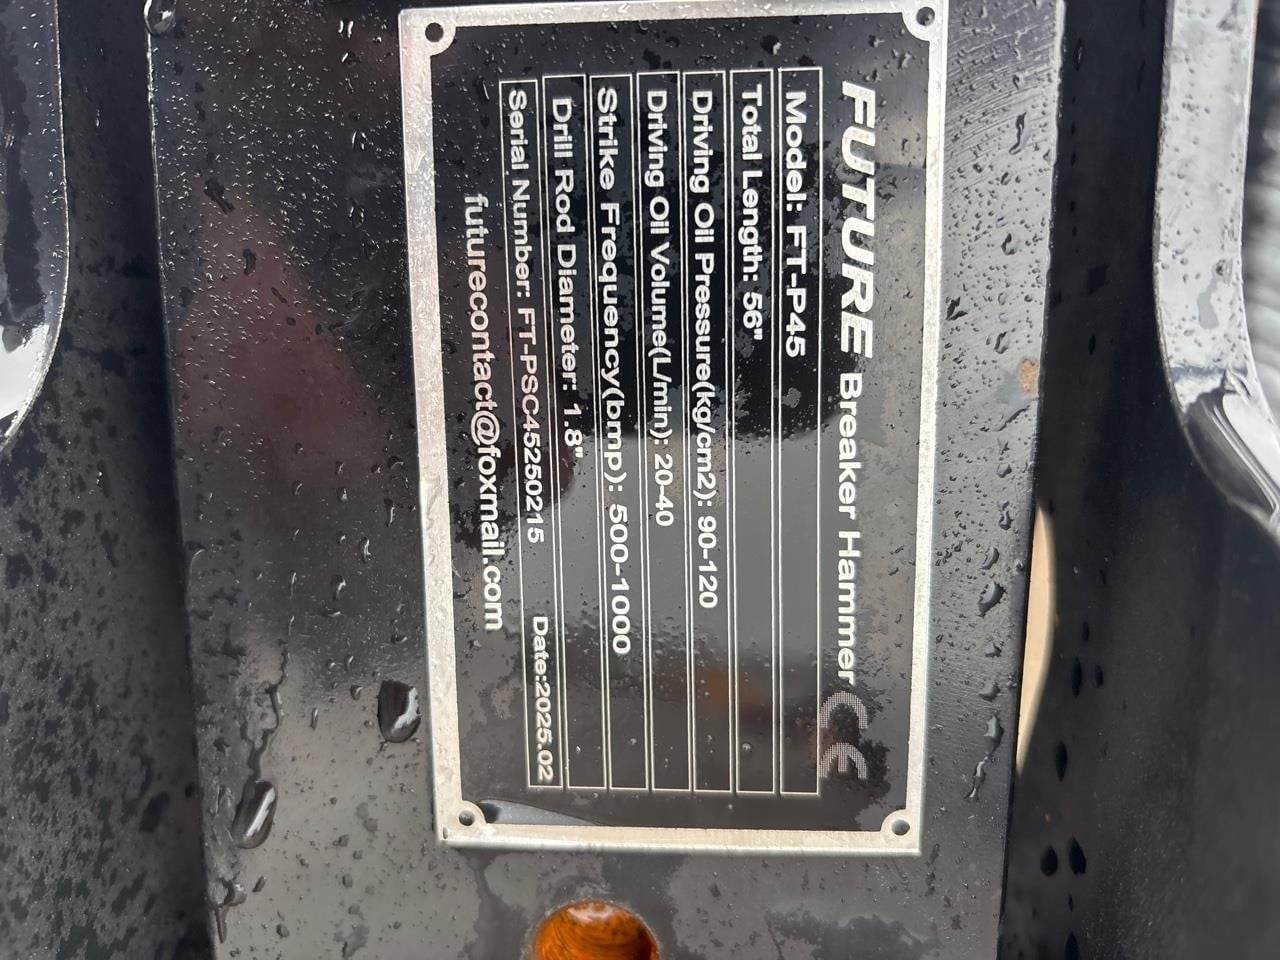 FUTURE Breaker Hammer CE
Model: FT-P45
Total Length: 56"
Driving Oil Pressure(kg/cm2): 90-120
Driving Oil Volume(L/min): 20-40
Strike Frequency(bmp): 500-1000
Drill Rod Diameter: 1.8"
Serial Number: FT-PSC45250215 Date:2025.02
futurecontact@foxmail.com